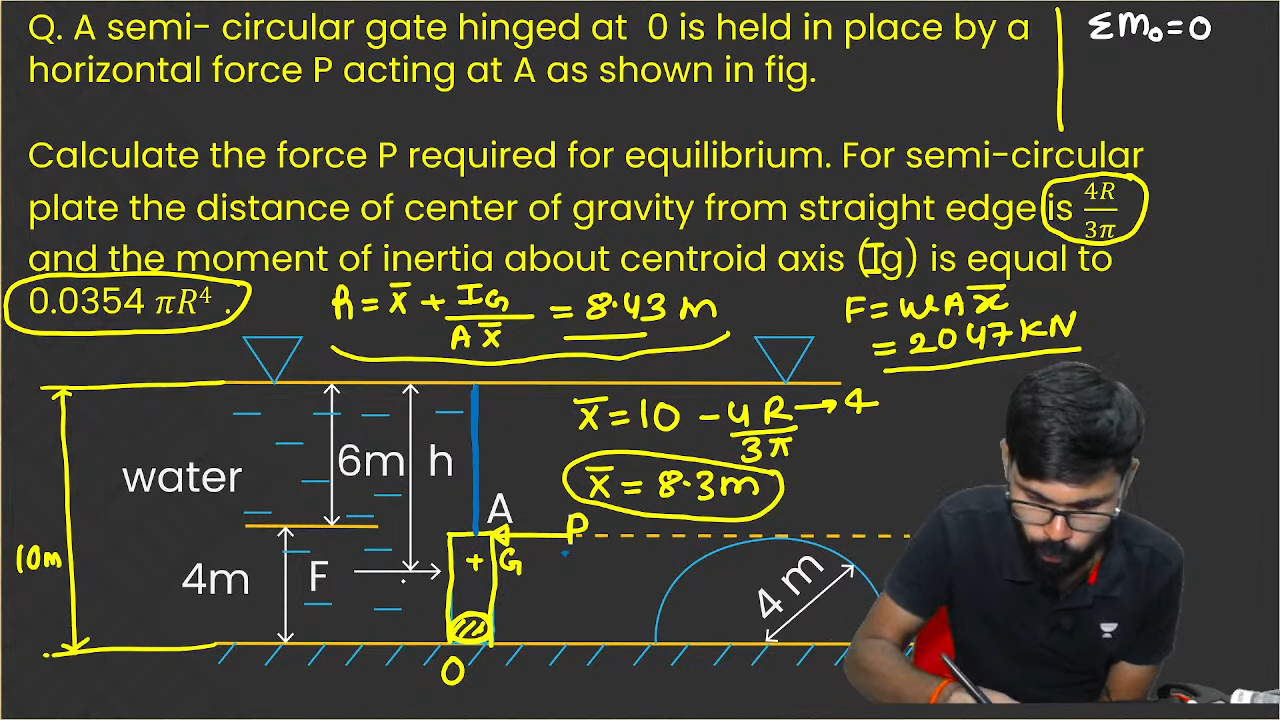 Q. A semi- circular gate hinged at 0 is held in place by a
horizontal force P acting at A as shown in fig.
ΣM₀=0
Calculate the force P required for equilibrium. For semi-circular
plate the distance of center of gravity from straight edge is 4R/3π
and the moment of inertia about centroid axis (Ig) is equal to
0.0354 πR⁴ .
h = x̄ + IG/A x̄ = 8.43 m
F = wAx̄
= 2047 KN
x̄ = 10 - 4R/3π → 4
x̄ = 8.3m
6m
h
water
A
P
G
10m
4m
F
4m
O